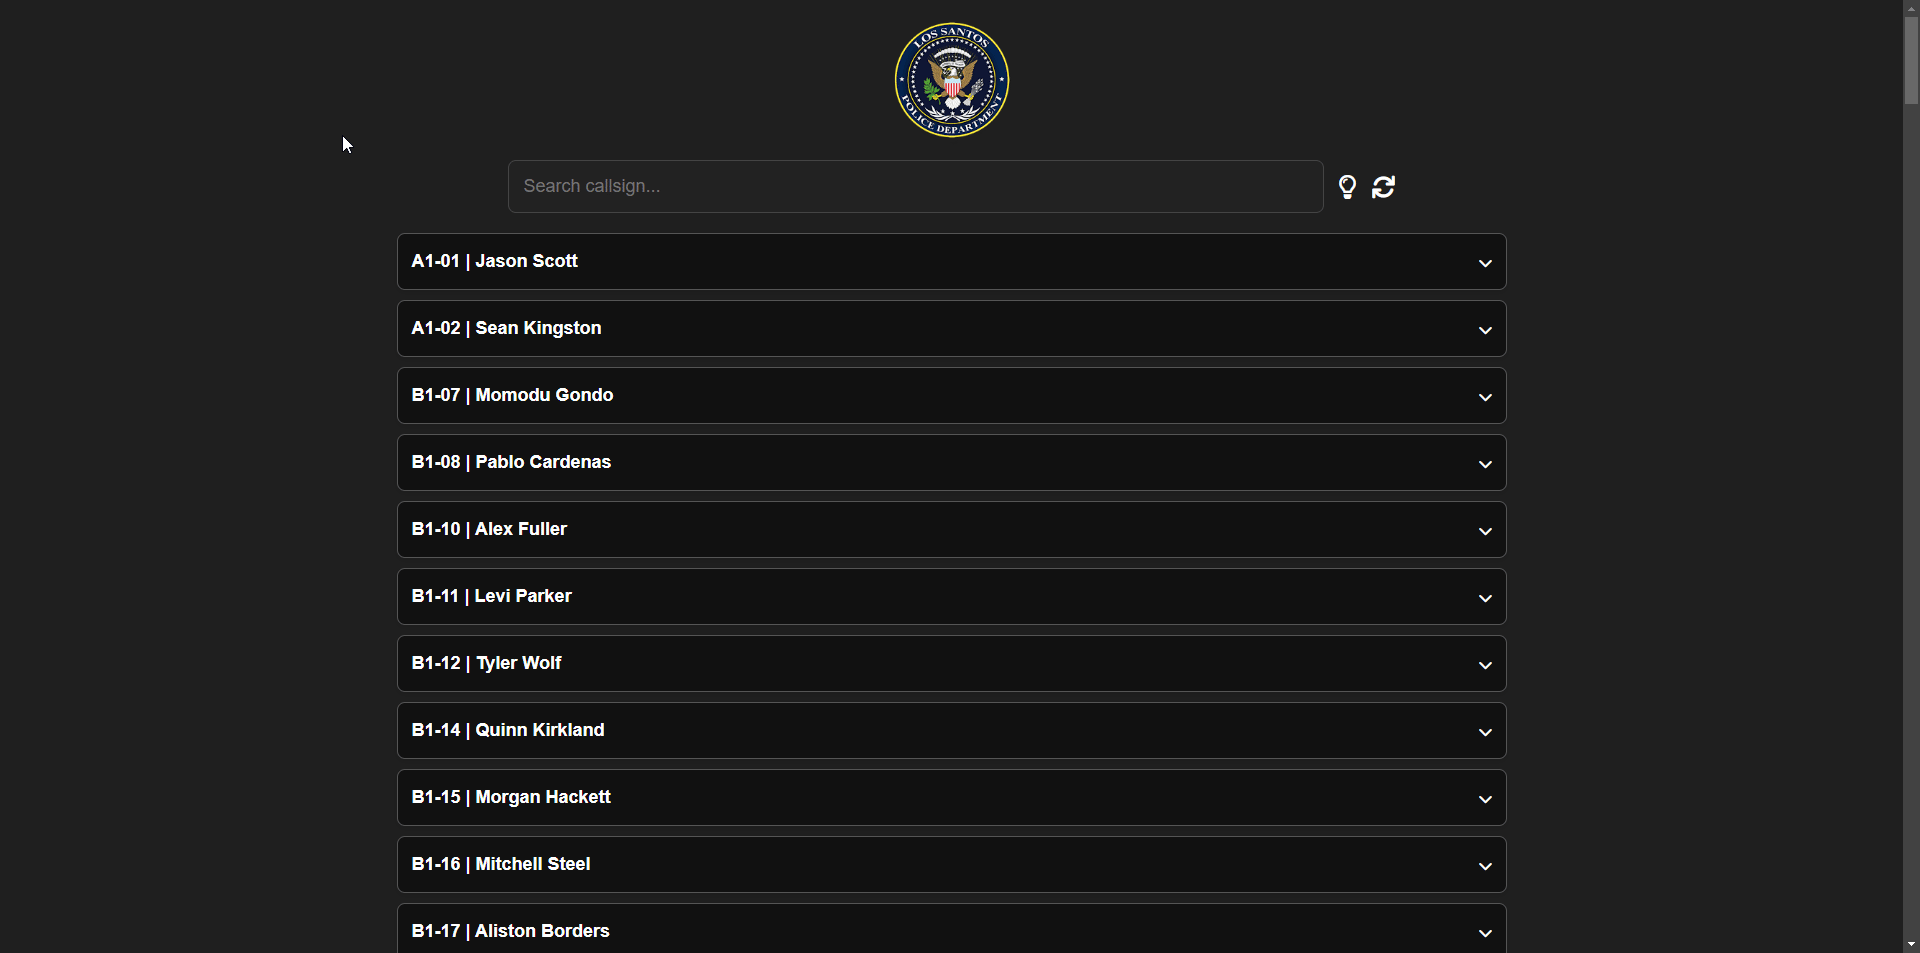 LOS SANTOS
POLICE DEPARTMENT
Search callsign...
A1-01 | Jason Scott
A1-02 | Sean Kingston
B1-07 | Momodu Gondo
B1-08 | Pablo Cardenas
B1-10 | Alex Fuller
B1-11 | Levi Parker
B1-12 | Tyler Wolf
B1-14 | Quinn Kirkland
B1-15 | Morgan Hackett
B1-16 | Mitchell Steel
B1-17 | Aliston Borders